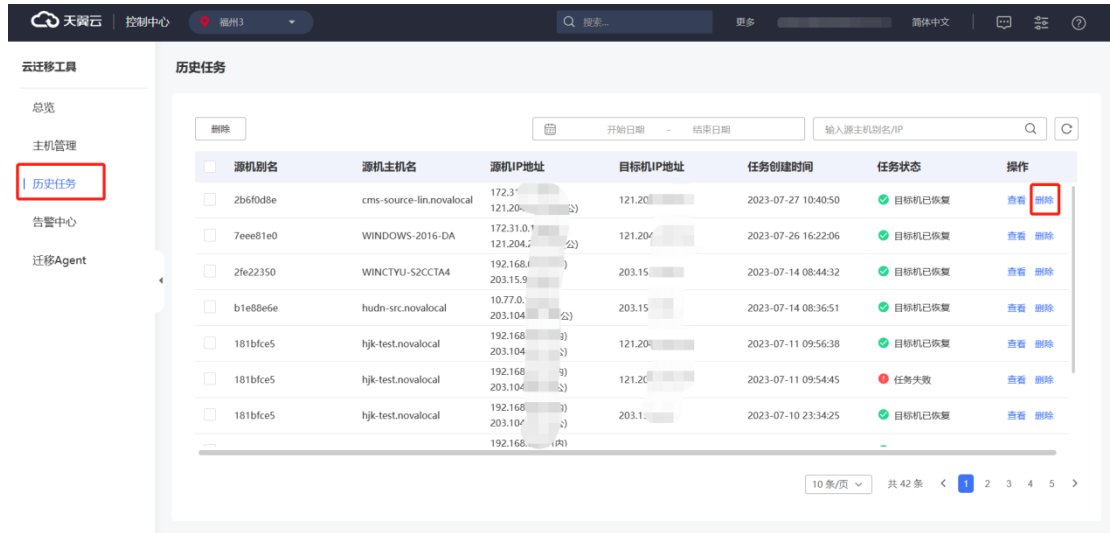 天翼云 控制中心 福州3 搜索... 更多 简体中文
云迁移工具
总览
主机管理
历史任务
告警中心
迁移Agent
历史任务
删除 开始日期 - 结束日期 输入源主机别名/IP
源机别名 源机主机名 源机IP地址 目标机IP地址 任务创建时间 任务状态 操作
2b6f0d8e cms-source-lin.novalocal 172.31 121.20 2023-07-27 10:40:50 目标机已恢复 查看 删除
121.204 公)
7eee81e0 WINDOWS-2016-DA 172.31.0.1 121.204 2023-07-26 16:22:06 目标机已恢复 查看 删除
121.204.2 公)
2fe22350 WINCTYU-S2CCTA4 192.168. ) 203.15 2023-07-14 08:44:32 目标机已恢复 查看 删除
203.15.9
b1e88e6e hudn-src.novalocal 10.77.0. 203.15 2023-07-14 08:36:51 目标机已恢复 查看 删除
203.104 公)
181bfce5 hjk-test.novalocal 192.168 121.20 2023-07-11 09:56:38 目标机已恢复 查看 删除
203.104
181bfce5 hjk-test.novalocal 192.168 121.20 2023-07-11 09:54:45 任务失败 查看 删除
203.104
181bfce5 hjk-test.novalocal 192.168 203.1 2023-07-10 23:34:25 目标机已恢复 查看 删除
203.104
192.168. 内)
10 条/页 共 42 条 1 2 3 4 5